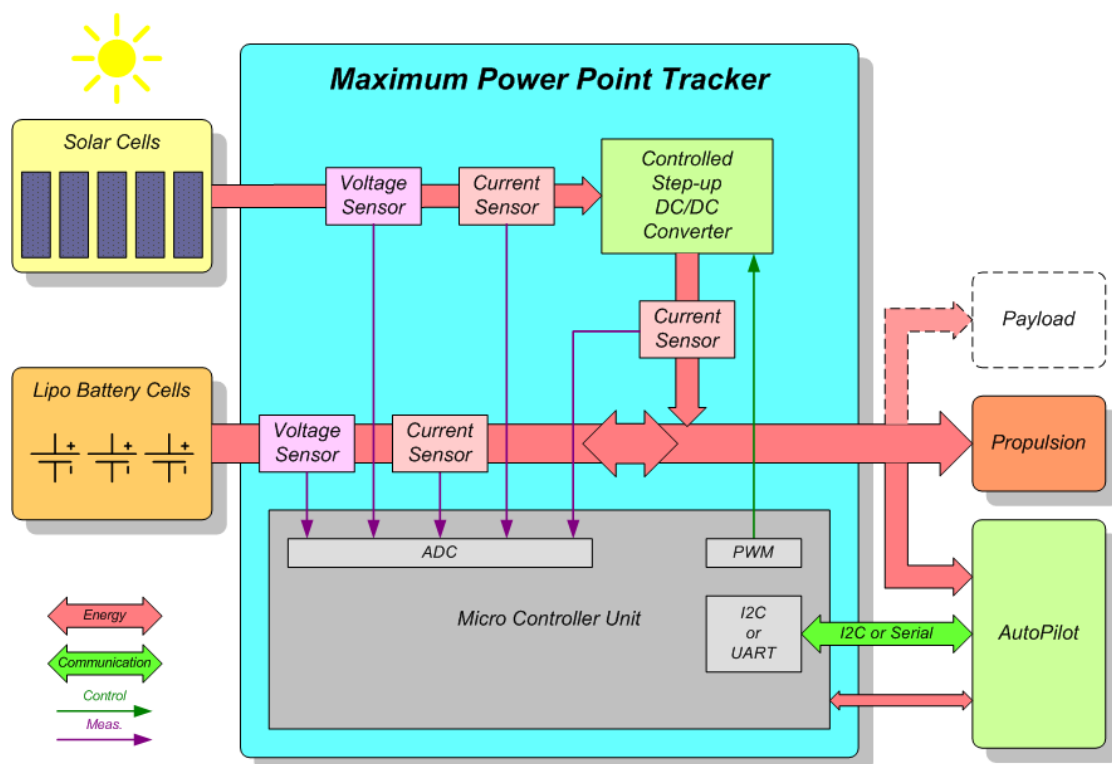 Maximum Power Point Tracker
Solar Cells
Voltage
Sensor
Current
Sensor
Controlled
Step-up
DC/DC
Converter
Current
Sensor
Payload
Lipo Battery Cells
+
+
+
Voltage
Sensor
Current
Sensor
Propulsion
ADC
PWM
Micro Controller Unit
I2C
or
UART
I2C or Serial
AutoPilot
Energy
Communication
Control
Meas.